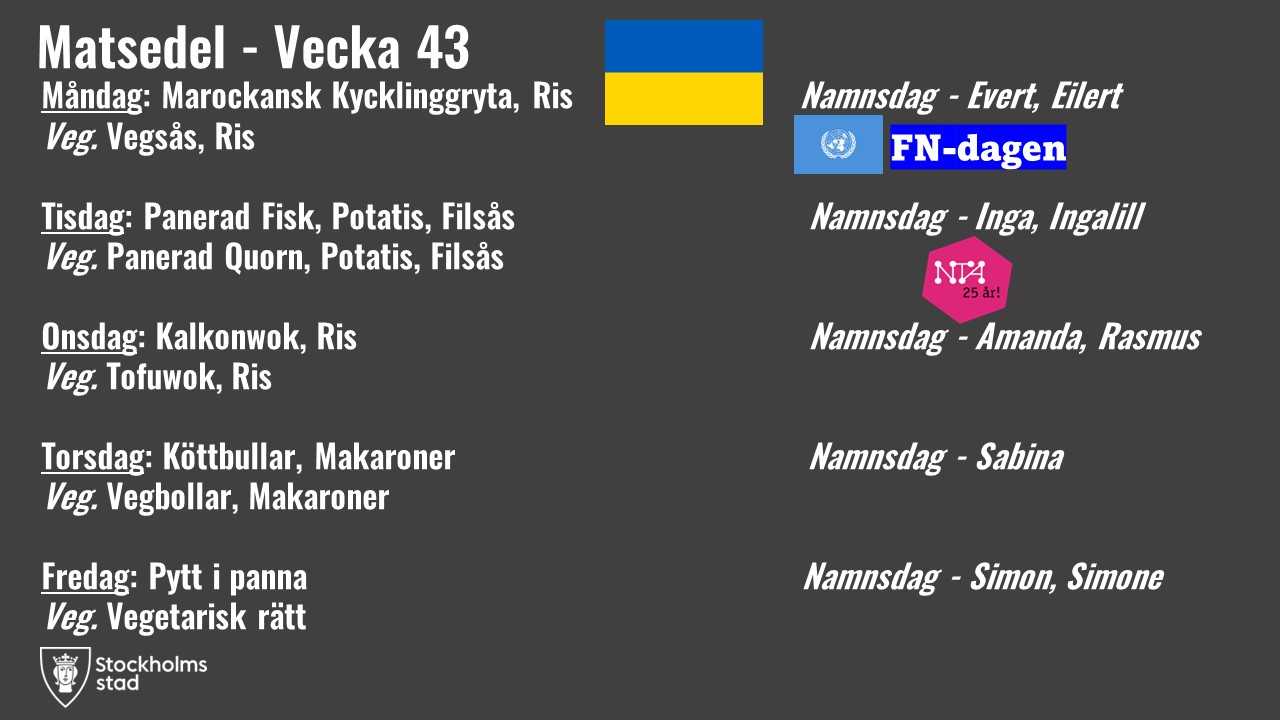 Matsedel - Vecka 43
Måndag: Marockansk Kycklinggryta, Ris
Namnsdag - Evert, Eilert
Veg. Vegsås, Ris
FN-dagen
Tisdag: Panerad Fisk, Potatis, Filsås
Namnsdag - Inga, Ingalill
Veg. Panerad Quorn, Potatis, Filsås
NTA
25 år!
Onsdag: Kalkonwok, Ris
Namnsdag - Amanda, Rasmus
Veg. Tofuwok, Ris
Torsdag: Köttbullar, Makaroner
Namnsdag - Sabina
Veg. Vegbollar, Makaroner
Fredag: Pytt i panna
Namnsdag - Simon, Simone
Veg. Vegetarisk rätt
Stockholms
stad